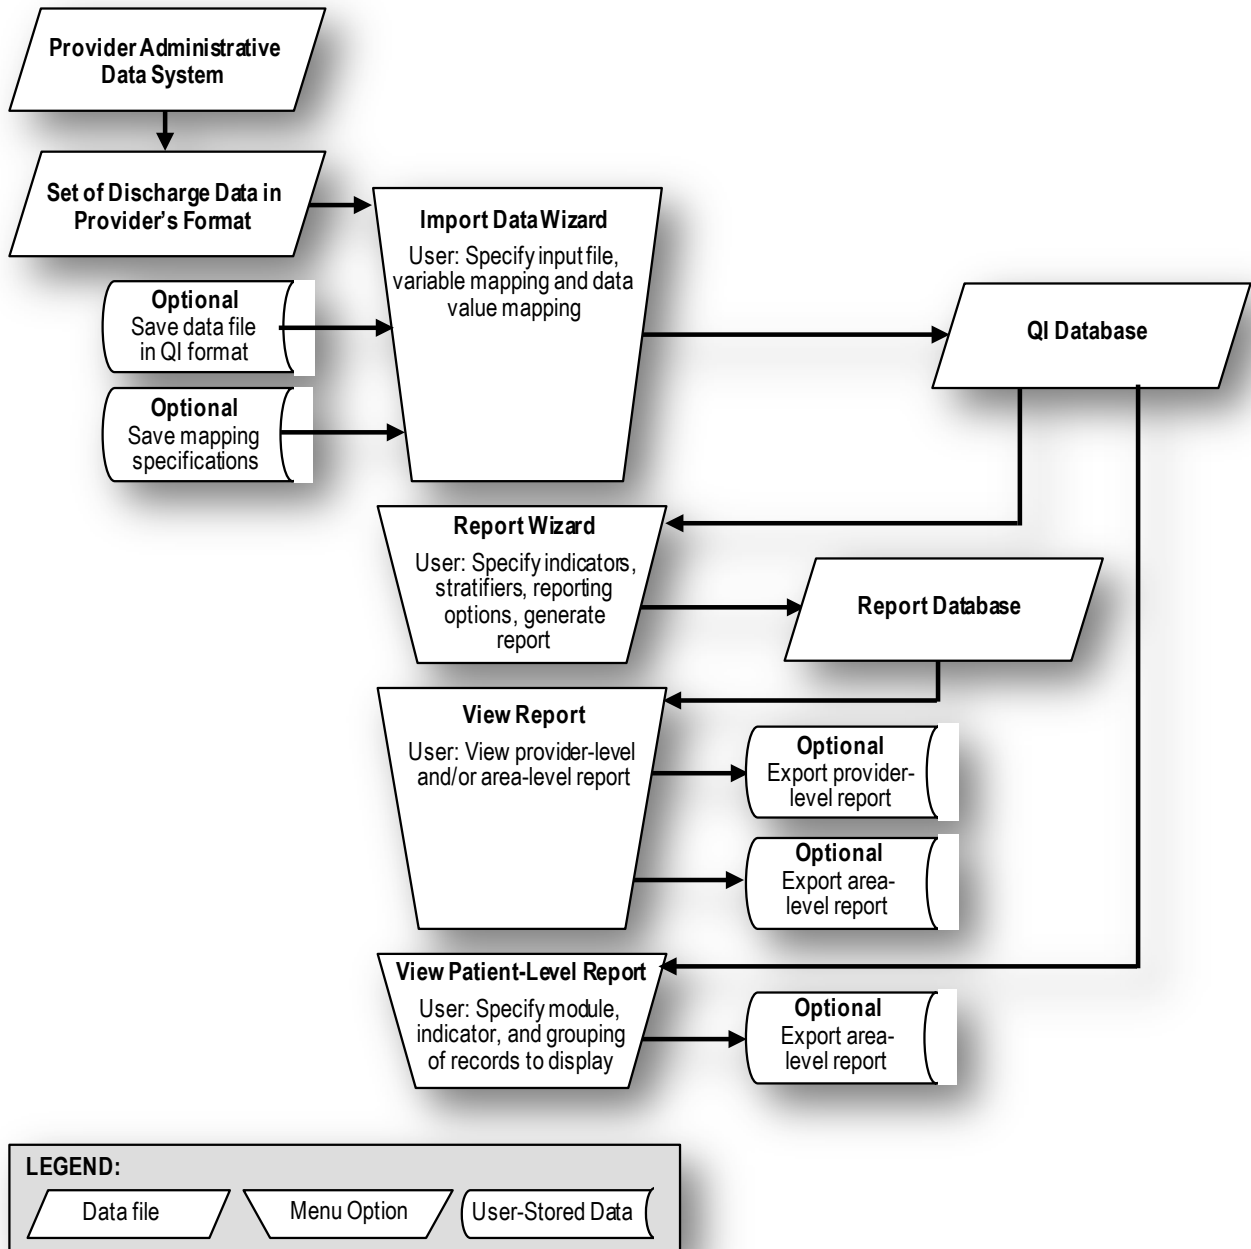 Provider Administrative
Data System
Set of Discharge Data in
Provider's Format
Import Data Wizard
User: Specify input file,
variable mapping and data
value mapping
Optional
Save data file
in QI format
QI Database
Optional
Save mapping
specifications
Report Wizard
User: Specify indicators,
stratifiers, reporting
options, generate
report
Report Database
View Report
User: View provider-level
and/or area-level report
Optional
Export provider-
level report
Optional
Export area-
level report
View Patient-Level Report
User: Specify module,
indicator, and grouping
of records to display
Optional
Export area-
level report
LEGEND:
Data file
Menu Option
User-Stored Data